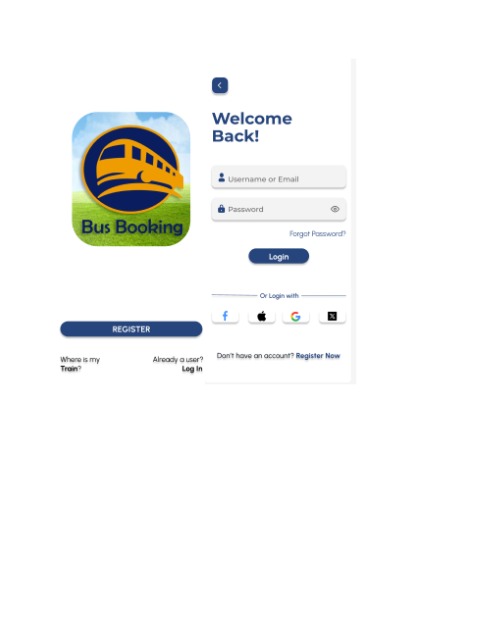 Bus Booking
REGISTER
Where is my
Train?
Already a user?
Log In
Welcome
Back!
Username or Email
Password
Forgot Password?
Login
Or Login with
Don't have an account? Register Now